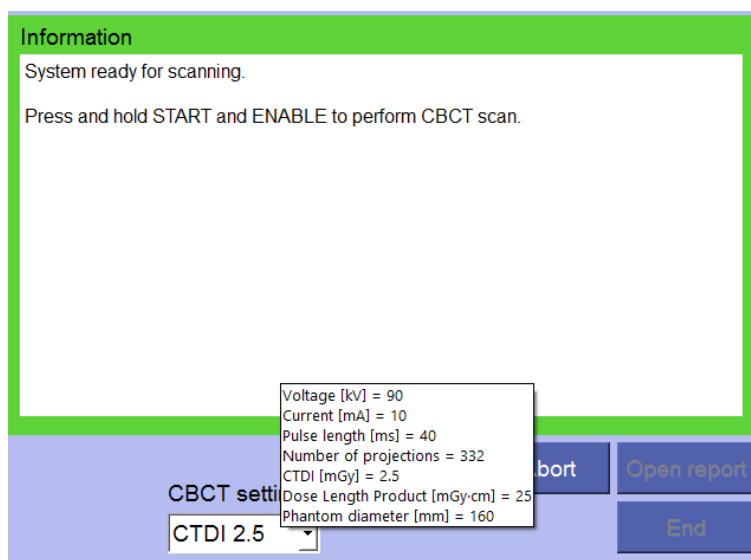 Information
System ready for scanning.
Press and hold START and ENABLE to perform CBCT scan.
Voltage [kV] = 90
Current [mA] = 10
Pulse length [ms] = 40
Number of projections = 332
CTDI [mGy] = 2.5
Dose Length Product [mGy·cm] = 25
Phantom diameter [mm] = 160
bort
Open report
CBCT setti
CTDI 2.5
End